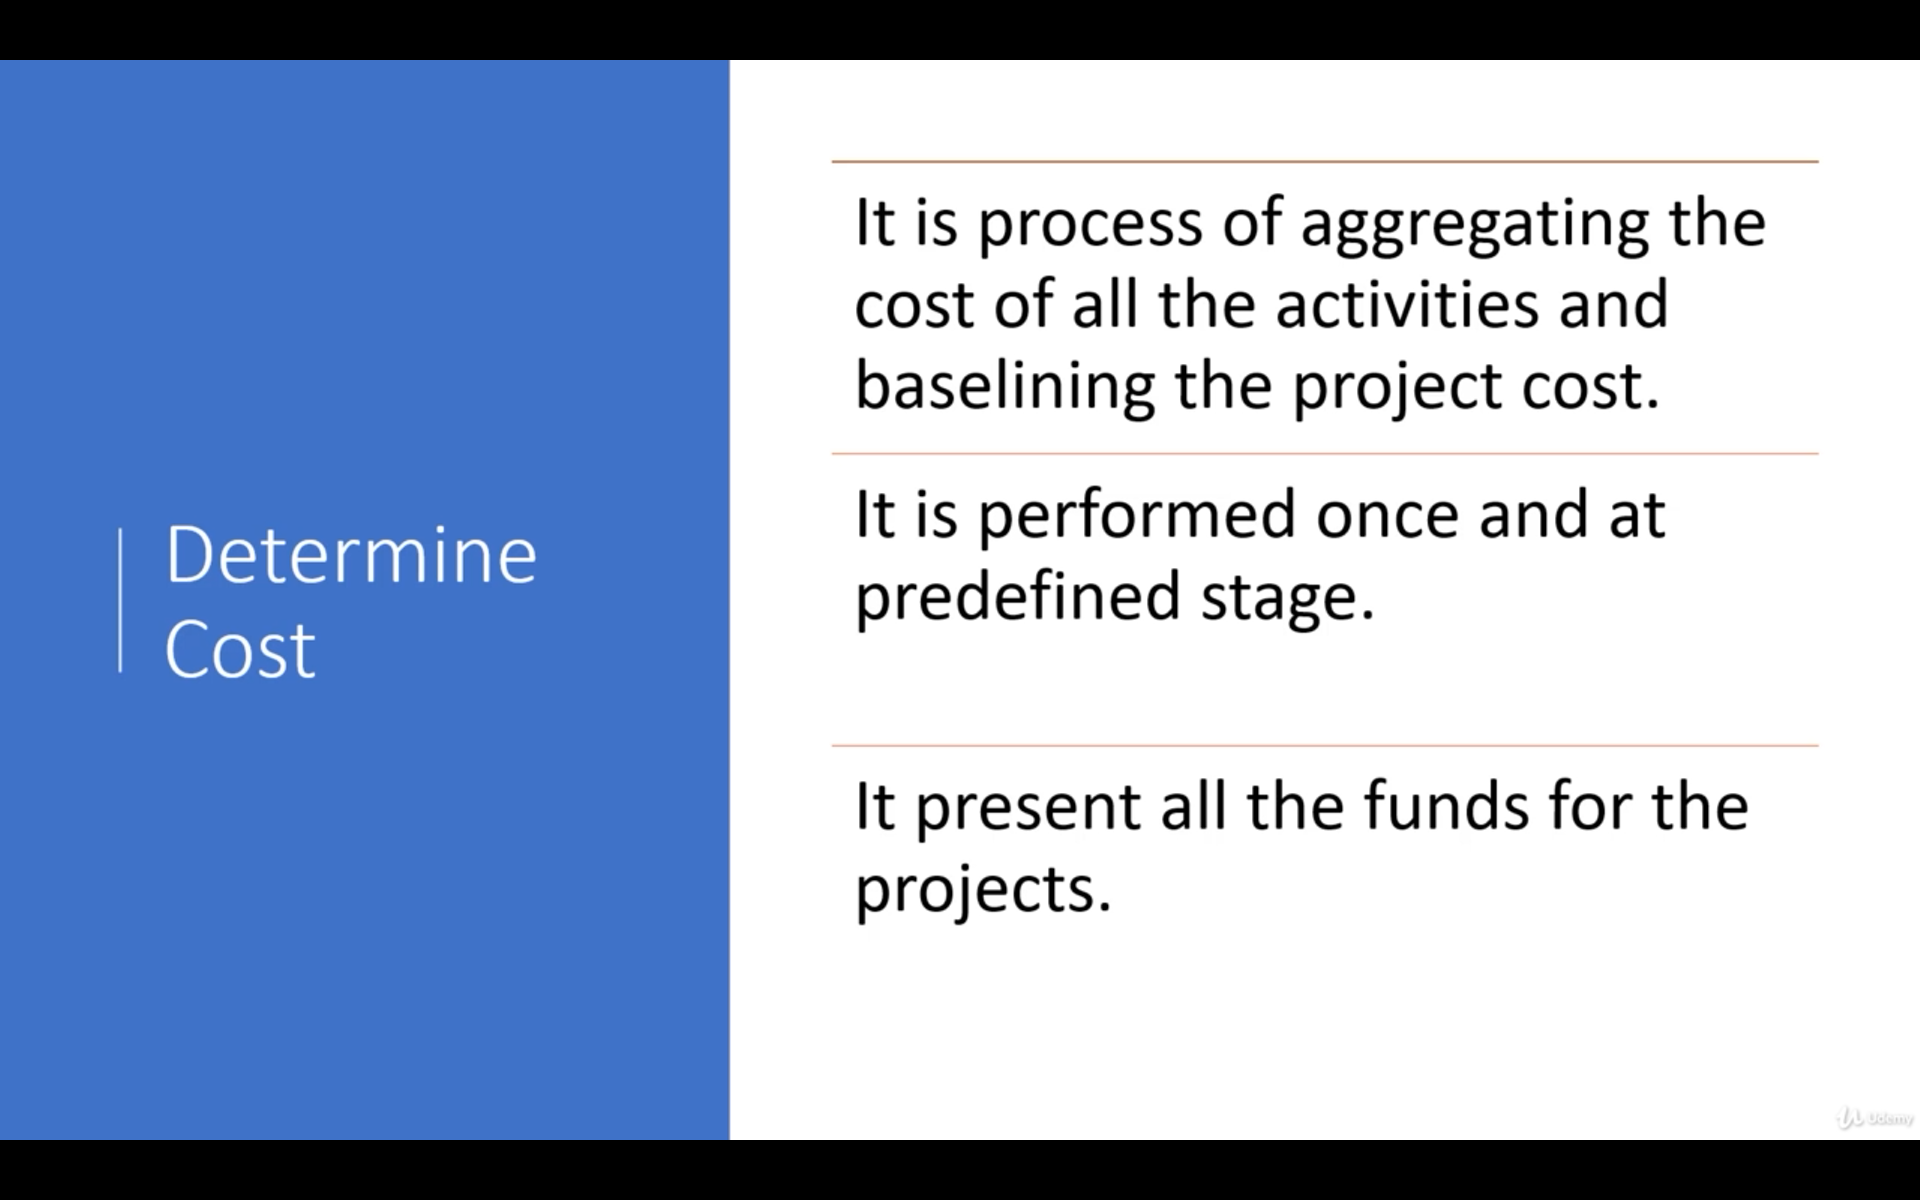 Determine
Cost
It is process of aggregating the
cost of all the activities and
baselining the project cost.
It is performed once and at
predefined stage.
It present all the funds for the
projects.
Udemy